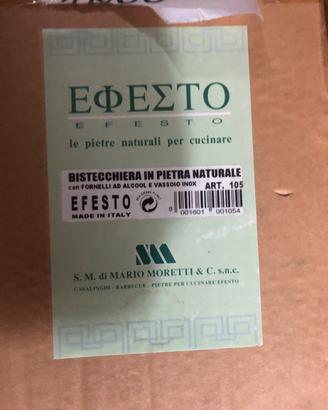 ΕΦΕΣΤΟ
EFESTO
le pietre naturali per cucinare
BISTECCHIERA IN PIETRA NATURALE
con FORNELLI AD ALCOOL E VASSOIO INOX ART. 105
EFESTO
MADE IN ITALY
8 001601 001054
SM
S. M. di MARIO MORETTI & C. s.n.c.
CASALINGHI - BARBECUE - PIETRE PER CUCINARE EFESTO